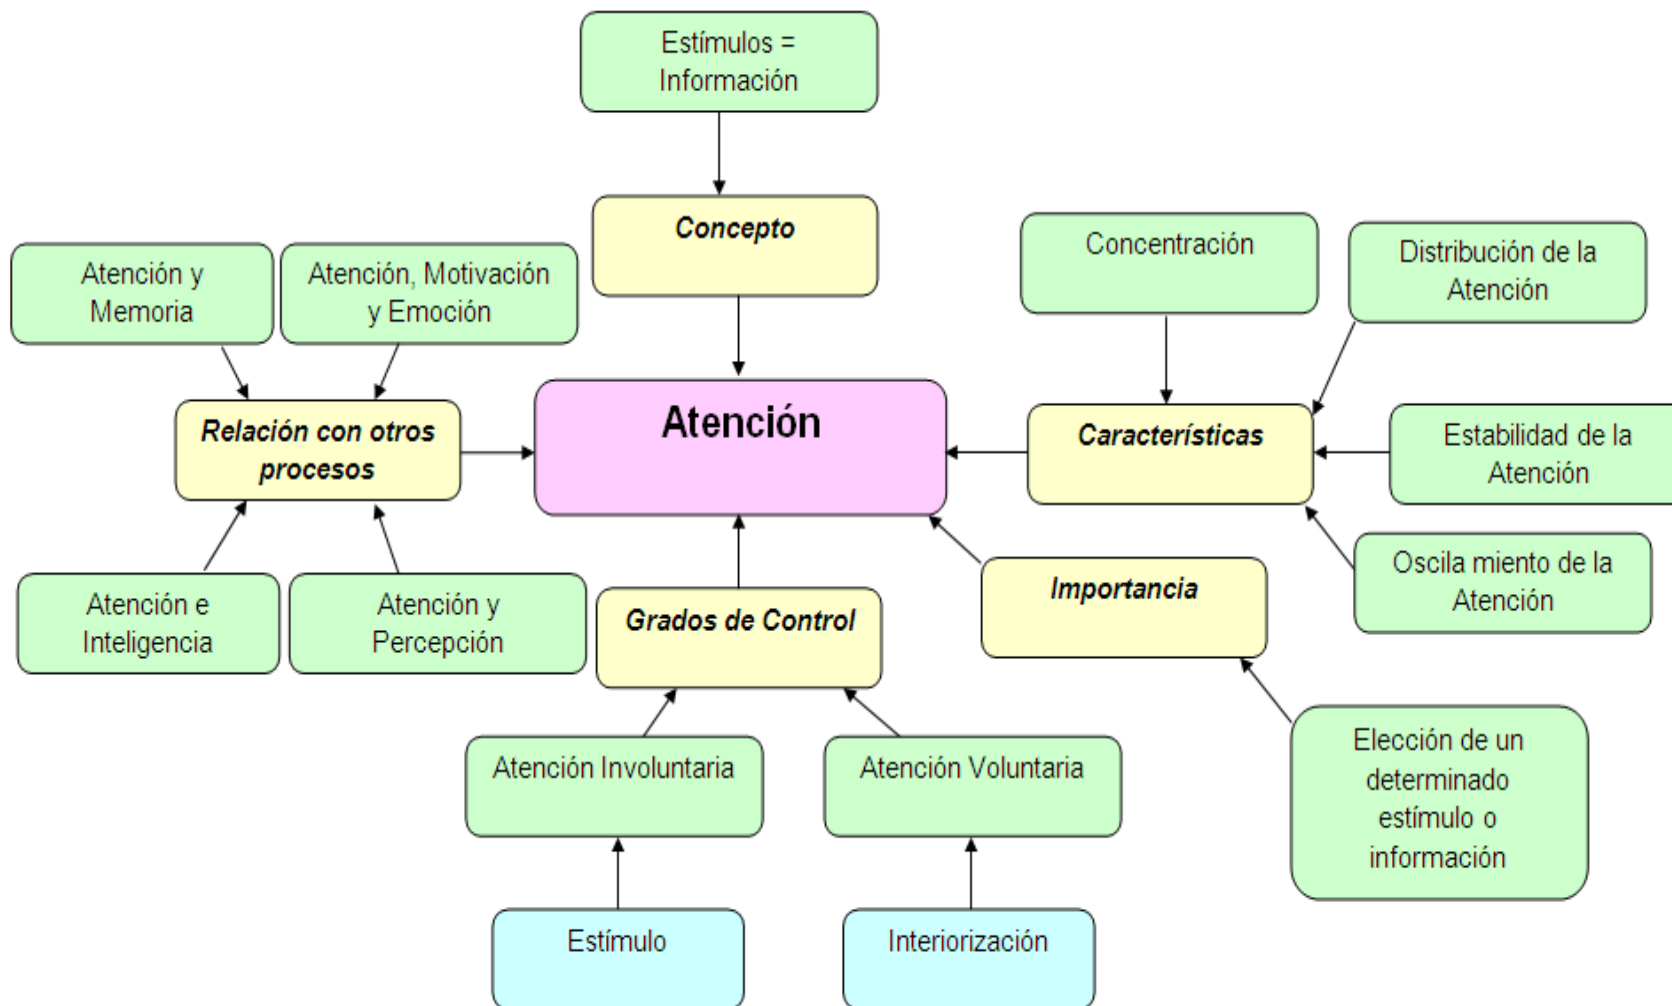 Estímulos =
Información
Concepto
Concentración
Distribución de la
Atención
Atención y
Memoria
Atención, Motivación
y Emoción
Relación con otros
procesos
Atención
Características
Estabilidad de la
Atención
Atención e
Inteligencia
Atención y
Percepción
Grados de Control
Importancia
Oscila miento de la
Atención
Atención Involuntaria
Atención Voluntaria
Elección de un
determinado
estímulo o
información
Estímulo
Interiorización